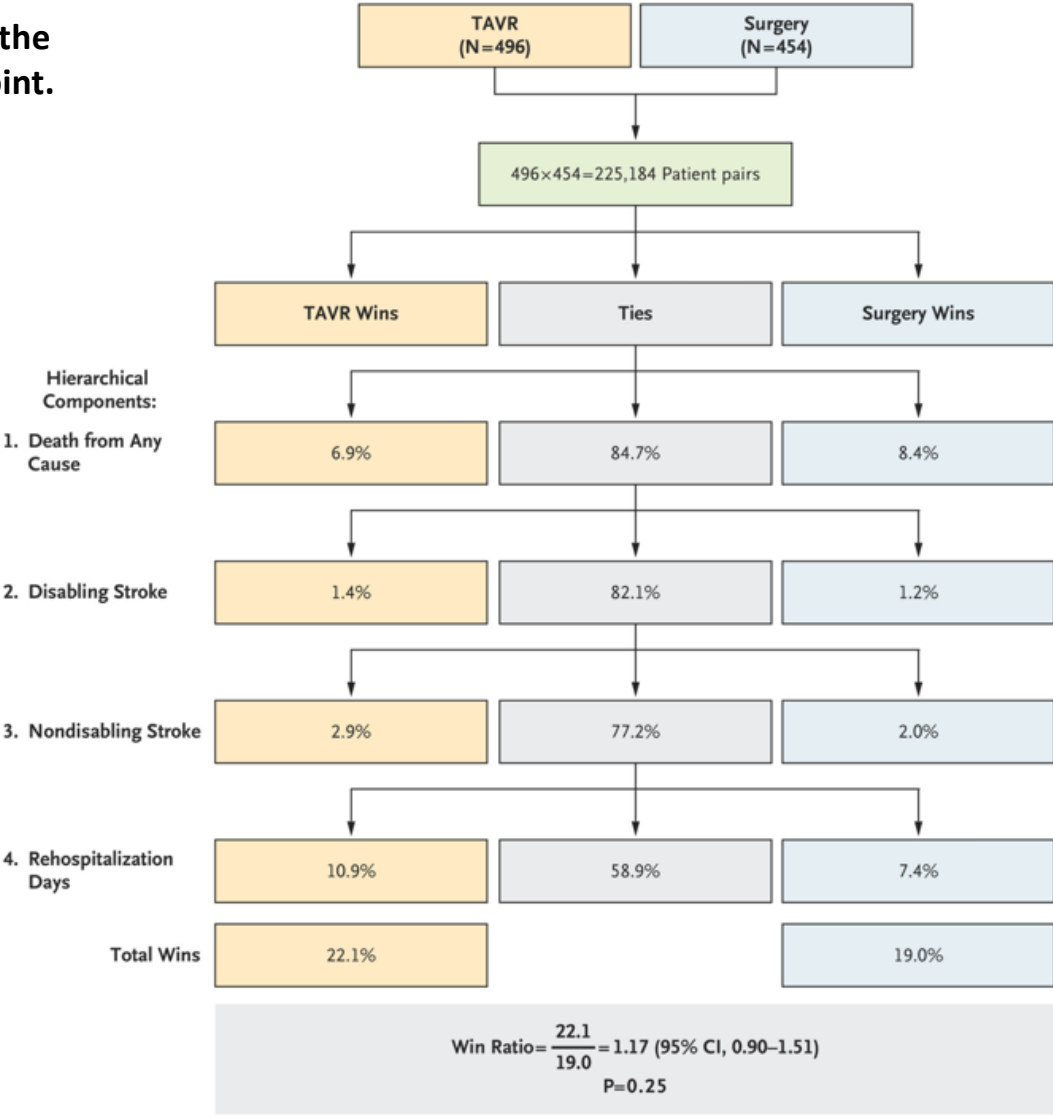 the
int.
TAVR
(N=496)
Surgery
(N=454)
496×454=225,184 Patient pairs
TAVR Wins
Ties
Surgery Wins
Hierarchical
Components:
1. Death from Any
Cause
6.9%
84.7%
8.4%
2. Disabling Stroke
1.4%
82.1%
1.2%
3. Nondisabling Stroke
2.9%
77.2%
2.0%
4. Rehospitalization
Days
10.9%
58.9%
7.4%
Total Wins
22.1%
19.0%
Win Ratio= 22.1/19.0 =1.17 (95% CI, 0.90–1.51)
P=0.25